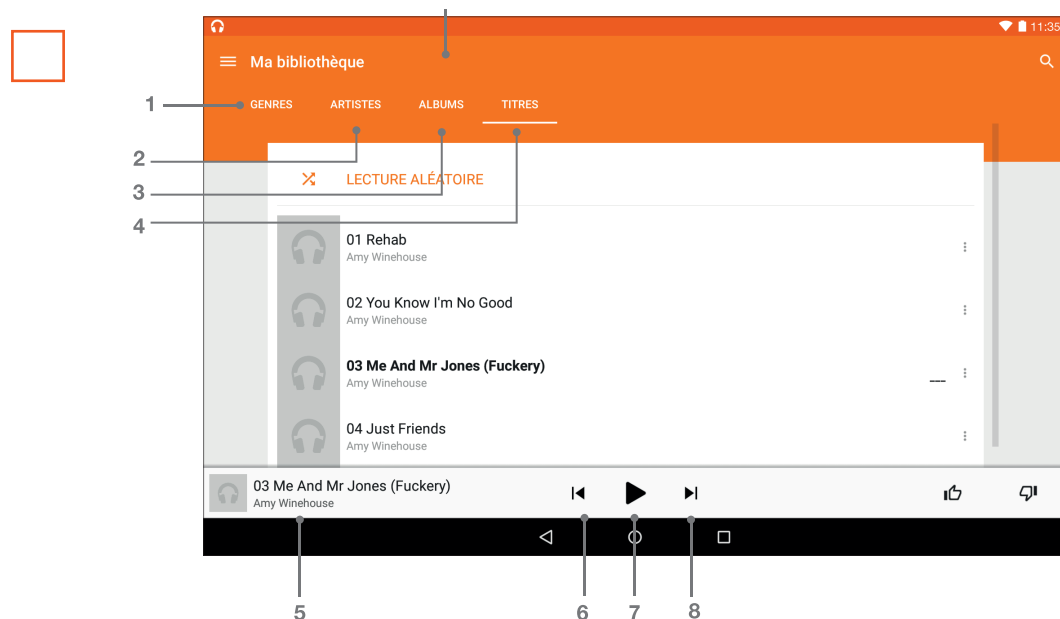 11:35
Ma bibliothèque
1 GENRES ARTISTES ALBUMS TITRES
2
3 LECTURE ALÉATOIRE
4
01 Rehab
Amy Winehouse
02 You Know I'm No Good
Amy Winehouse
03 Me And Mr Jones (Fuckery)
Amy Winehouse
04 Just Friends
Amy Winehouse
03 Me And Mr Jones (Fuckery)
Amy Winehouse
5 6 7 8